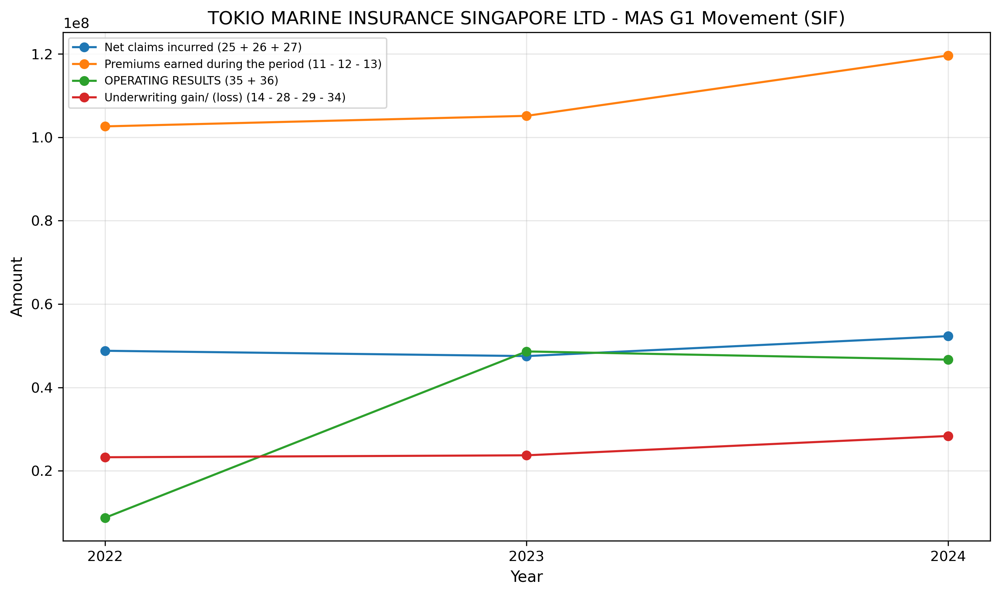 TOKIO MARINE INSURANCE SINGAPORE LTD - MAS G1 Movement (SIF)
1e8
Net claims incurred (25 + 26 + 27)
Premiums earned during the period (11 - 12 - 13)
OPERATING RESULTS (35 + 36)
Underwriting gain/ (loss) (14 - 28 - 29 - 34)
1.2
1.0
0.8
0.6
0.4
0.2
Amount
2022
2023
2024
Year